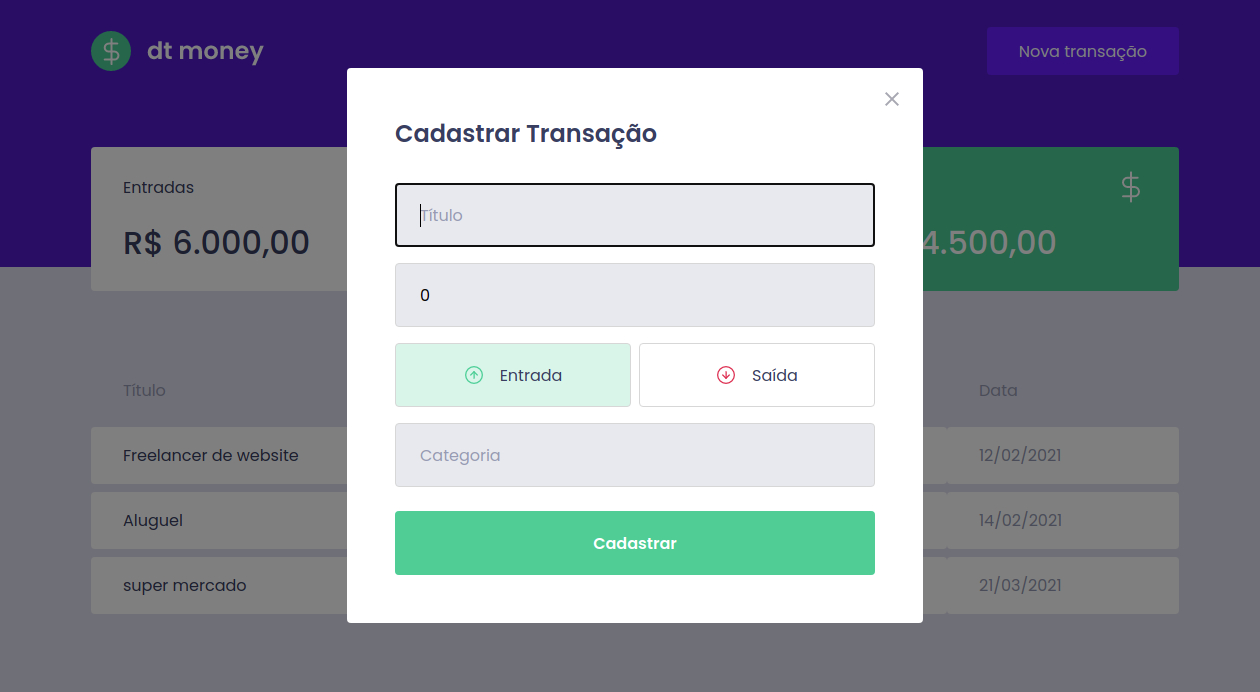 dt money
Nova transação
Cadastrar Transação
Entradas
R$ 6.000,00
4.500,00
Título
0
Entrada
Saída
Categoria
Cadastrar
Título
Data
Freelancer de website
12/02/2021
Aluguel
14/02/2021
super mercado
21/03/2021